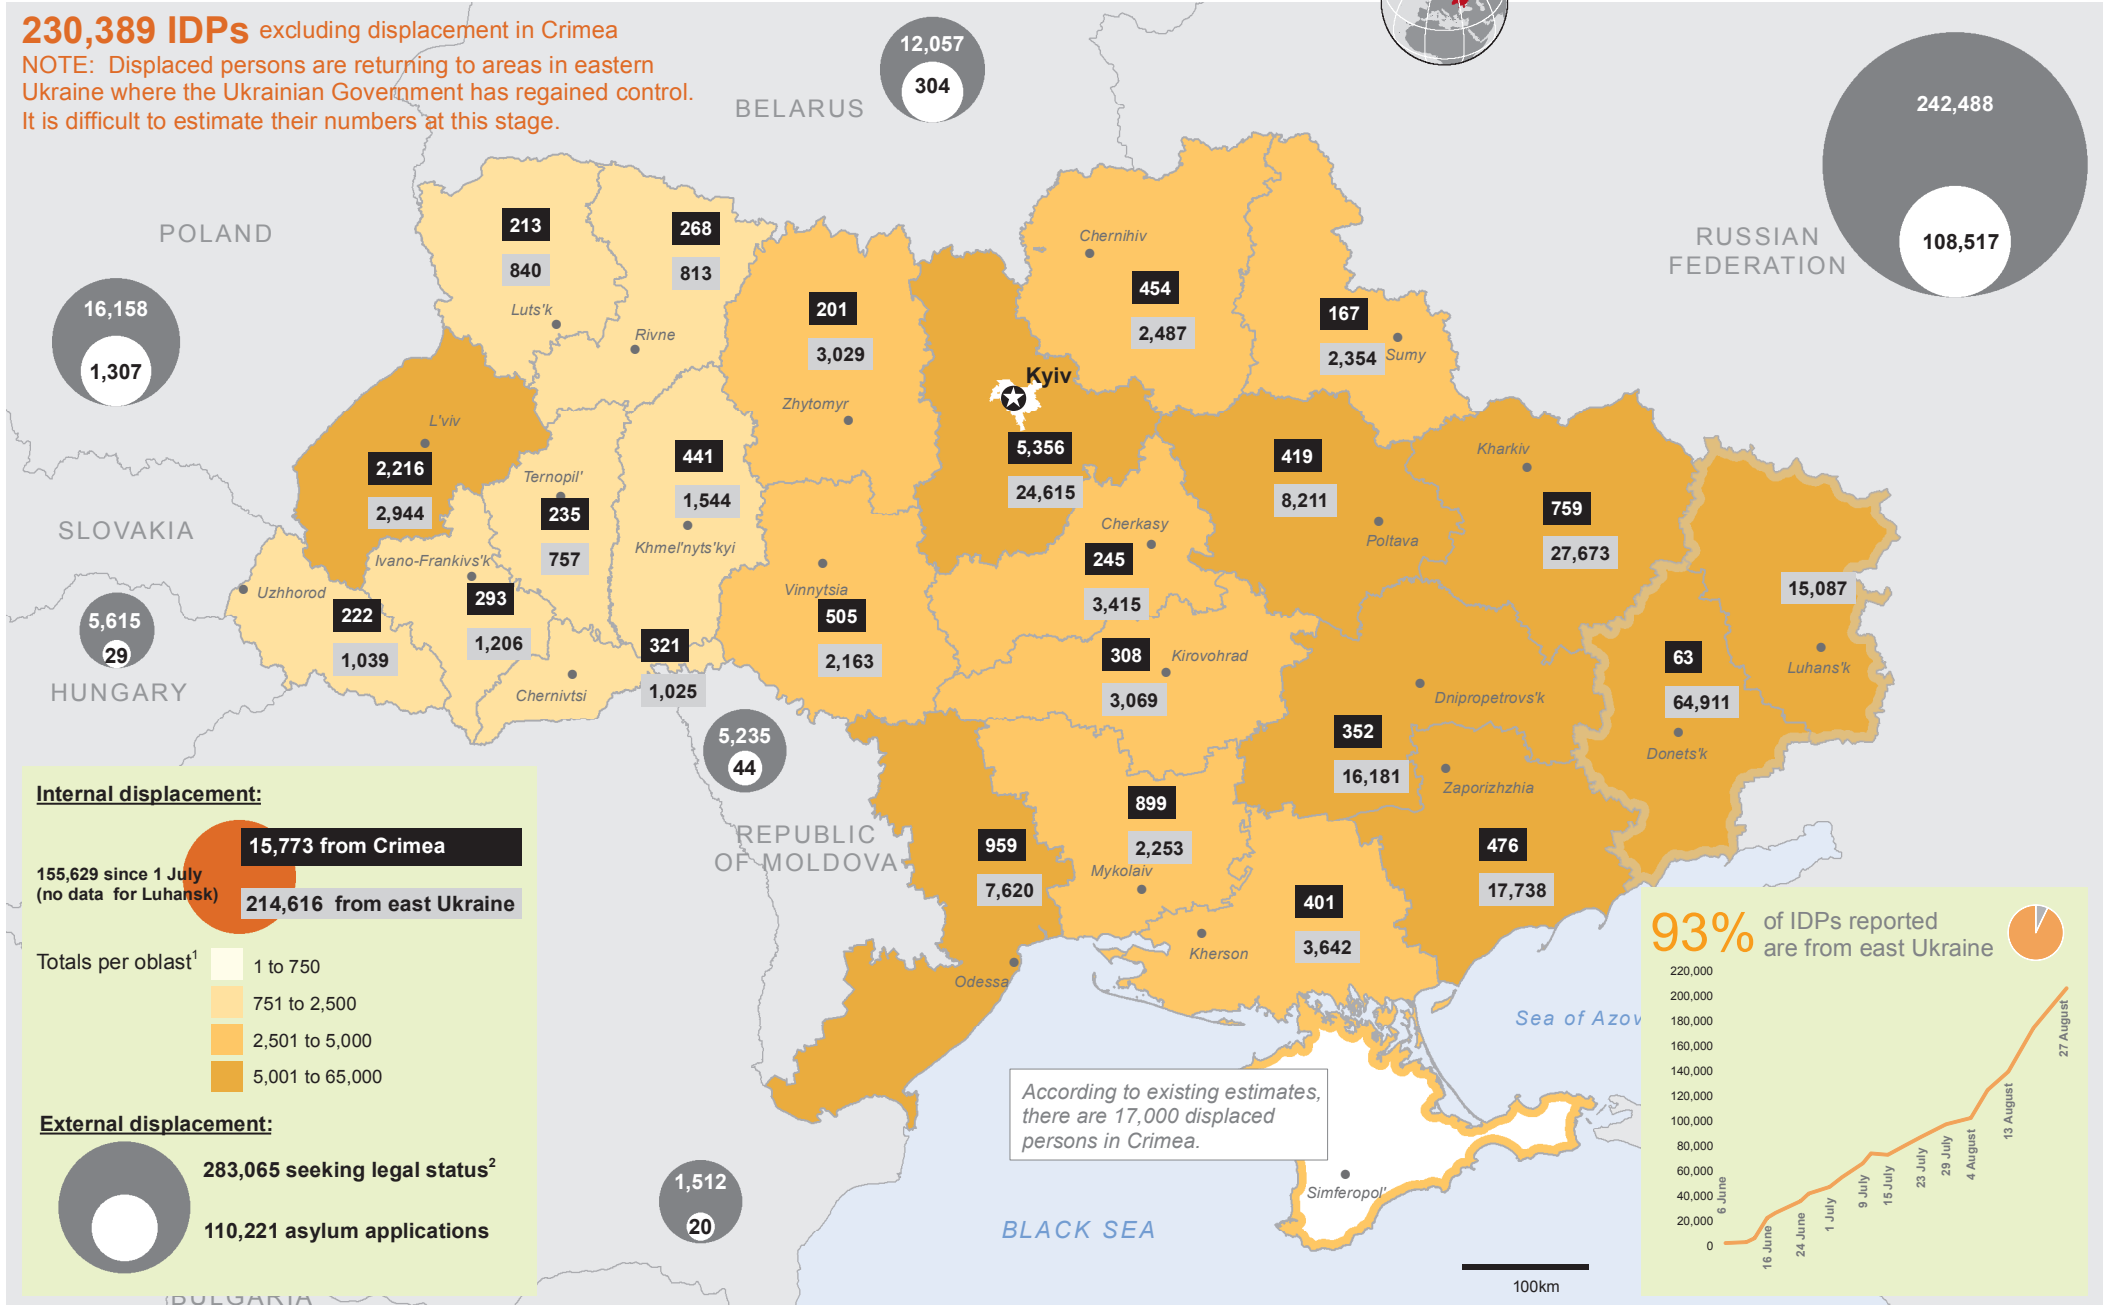 230,389 IDPs excluding displacement in Crimea
NOTE: Displaced persons are returning to areas in eastern
Ukraine where the Ukrainian Government has regained control.
It is difficult to estimate their numbers at this stage.
12,057
304
BELARUS
242,488
108,517
RUSSIAN
FEDERATION
POLAND
16,158
1,307
SLOVAKIA
5,615
29
HUNGARY
213
840
Luts'k
268
813
Rivne
201
3,029
Zhytomyr
Kyiv
5,356
24,615
Chernihiv
454
2,487
167
2,354
Sumy
L'viv
2,216
2,944
Ternopil'
235
757
441
1,544
Khmel'nyts'kyi
Ivano-Frankivs'k
293
1,206
Uzhhorod
222
1,039
Chernivtsi
321
1,025
Vinnytsia
505
2,163
Cherkasy
245
3,415
419
8,211
Poltava
Kharkiv
759
27,673
15,087
Luhans'k
63
64,911
Donets'k
308
Kirovohrad
3,069
Dnipropetrovs'k
352
16,181
Zaporizhzhia
476
17,738
5,235
44
REPUBLIC
OF MOLDOVA
959
7,620
Odessa
899
2,253
Mykolaiv
401
3,642
Kherson
Sea of Azov
According to existing estimates,
there are 17,000 displaced
persons in Crimea.
Simferopol'
BLACK SEA
1,512
20
BULGARIA
100km
Internal displacement:
15,773 from Crimea
155,629 since 1 July
(no data for Luhansk)
214,616 from east Ukraine
Totals per oblast1
1 to 750
751 to 2,500
2,501 to 5,000
5,001 to 65,000
External displacement:
283,065 seeking legal status2
110,221 asylum applications
93% of IDPs reported
are from east Ukraine
220,000
200,000
180,000
160,000
140,000
120,000
100,000
80,000
60,000
40,000
20,000
0
6 June
16 June
24 June
1 July
9 July
15 July
23 July
29 July
4 August
13 August
27 August